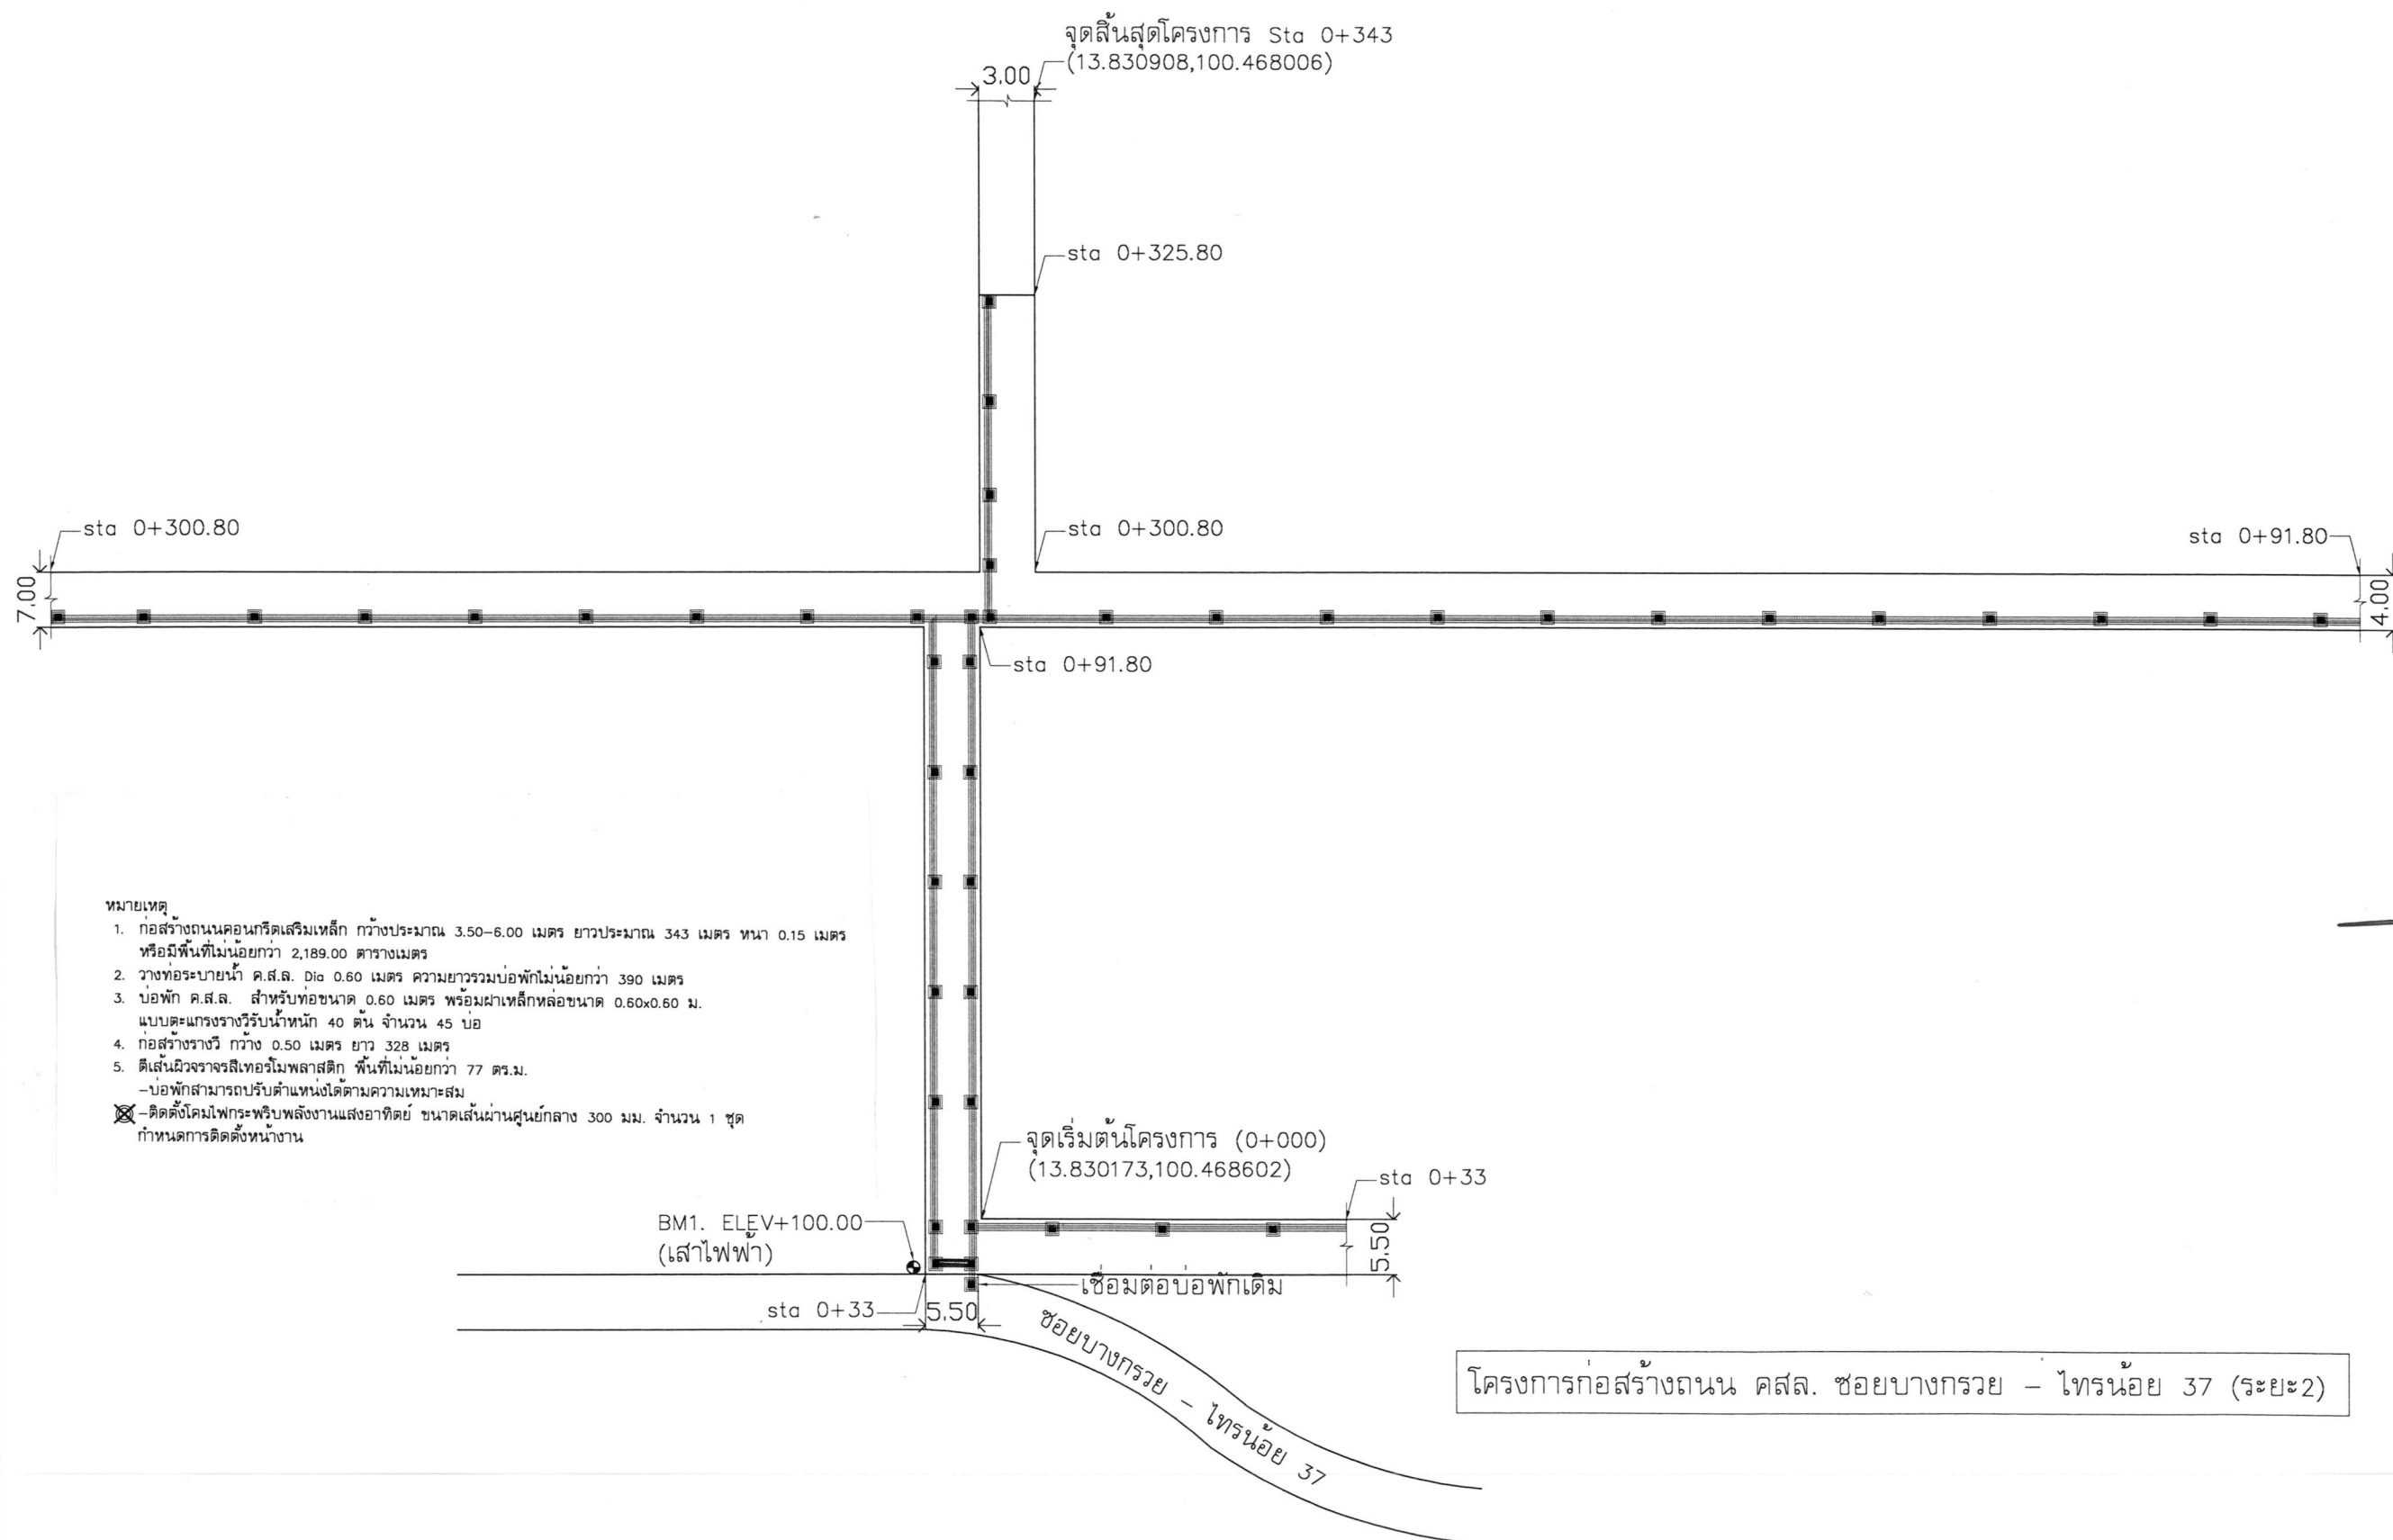 จุดสิ้นสุดโครงการ Sta 0+343
(13.830908,100.468006)
3.00
sta 0+325.80
sta 0+300.80
sta 0+300.80
sta 0+91.80
7.00
4.00
sta 0+91.80
หมายเหตุ
1. ก่อสร้างถนนคอนกรีตเสริมเหล็ก กว้างประมาณ 3.50-6.00 เมตร ยาวประมาณ 343 เมตร หนา 0.15 เมตร
หรือมีพื้นที่ไม่น้อยกว่า 2,189.00 ตารางเมตร
2. วางท่อระบายน้ำ ค.ส.ล. Dia 0.60 เมตร ความยาวรวมบ่อพักไม่น้อยกว่า 390 เมตร
3. บ่อพัก ค.ส.ล. สำหรับท่อขนาด 0.60 เมตร พร้อมฝาเหล็กหล่อขนาด 0.60x0.60 ม.
แบบตะแกรงรางวีรับน้ำหนัก 40 ตัน จำนวน 45 บ่อ
4. ก่อสร้างรางวี กว้าง 0.50 เมตร ยาว 328 เมตร
5. ตีเส้นผิวจราจรสีเทอร์โมพลาสติก พื้นที่ไม่น้อยกว่า 77 ตร.ม.
-บ่อพักสามารถปรับตำแหน่งได้ตามความเหมาะสม
-ติดตั้งโคมไฟกระพริบพลังงานแสงอาทิตย์ ขนาดเส้นผ่านศูนย์กลาง 300 มม. จำนวน 1 ชุด
กำหนดการติดตั้งหน้างาน
จุดเริ่มต้นโครงการ (0+000)
(13.830173,100.468602)
sta 0+33
BM1. ELEV+100.00
(เสาไฟฟ้า)
5.50
เชื่อมต่อบ่อพักเดิม
sta 0+33
5.50
ซอยบางกรวย - ไทรน้อย 37
โครงการก่อสร้างถนน คสล. ซอยบางกรวย - ไทรน้อย 37 (ระยะ2)